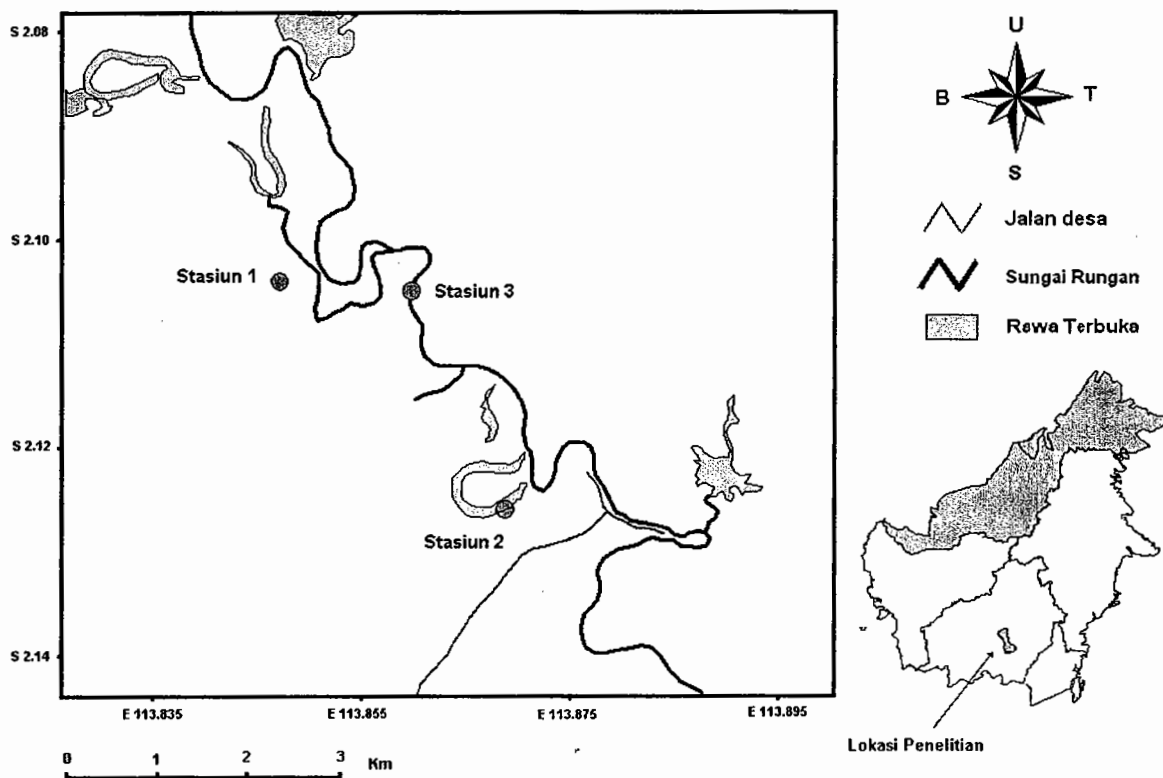 S 2.08
S 2.10
S 2.12
S 2.14
E 113.835
E 113.855
E 113.875
E 113.895
0 1 2 3 Km
Stasiun 1
Stasiun 3
Stasiun 2
U
B
T
S
Jalan desa
Sungai Rungan
Rawa Terbuka
Lokasi Penelitian